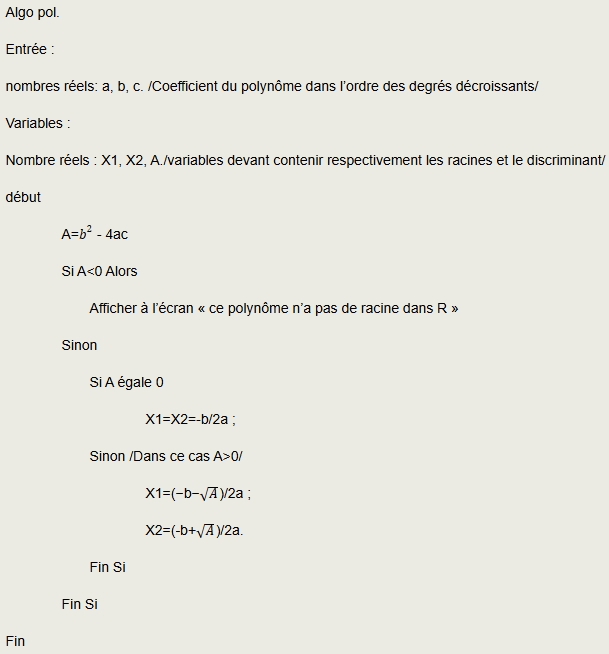 Algo pol.
Entrée :
nombres réels: a, b, c. /Coefficient du polynôme dans l’ordre des degrés décroissants/
Variables :
Nombre réels : X1, X2, A./variables devant contenir respectivement les racines et le discriminant/
début
A=b² - 4ac
Si A<0 Alors
Afficher à l’écran « ce polynôme n’a pas de racine dans R »
Sinon
Si A égale 0
X1=X2=-b/2a ;
Sinon /Dans ce cas A>0/
X1=(−b−√A)/2a ;
X2=(-b+√A)/2a.
Fin Si
Fin Si
Fin